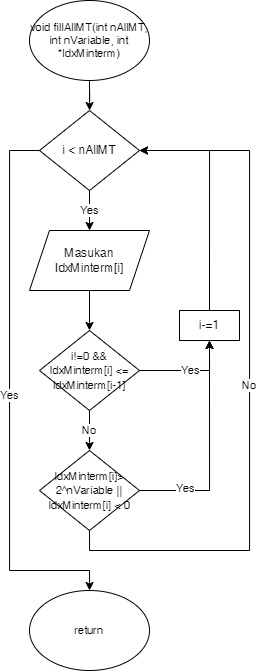 void fillAllMT(int nAllMT,
int nVariable, int
*IdxMinterm)
i < nAllMT
Yes
Masukan
IdxMinterm[i]
i!=0 &&
IdxMinterm[i] <=
IdxMinterm[i-1]
Yes
i-=1
No
Yes
No
IdxMinterm[i]>
2^nVariable ||
IdxMinterm[i] < 0
Yes
return